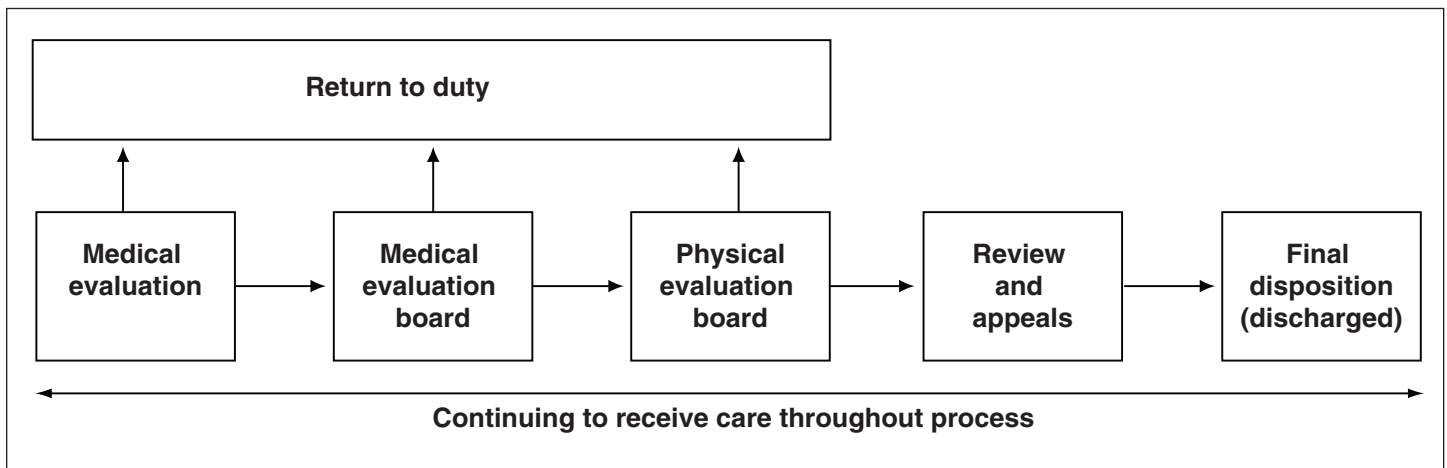 Return to duty
Medical
evaluation
Medical
evaluation
board
Physical
evaluation
board
Review
and
appeals
Final
disposition
(discharged)
Continuing to receive care throughout process